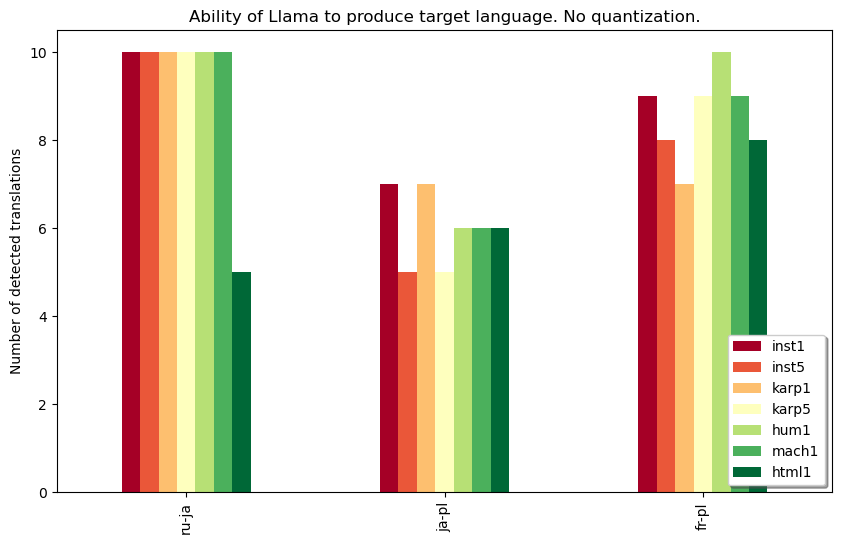 Ability of Llama to produce target language. No quantization.
Number of detected translations
10
8
6
4
2
0
ru-ja
ja-pl
fr-pl
inst1
inst5
karp1
karp5
hum1
mach1
html1